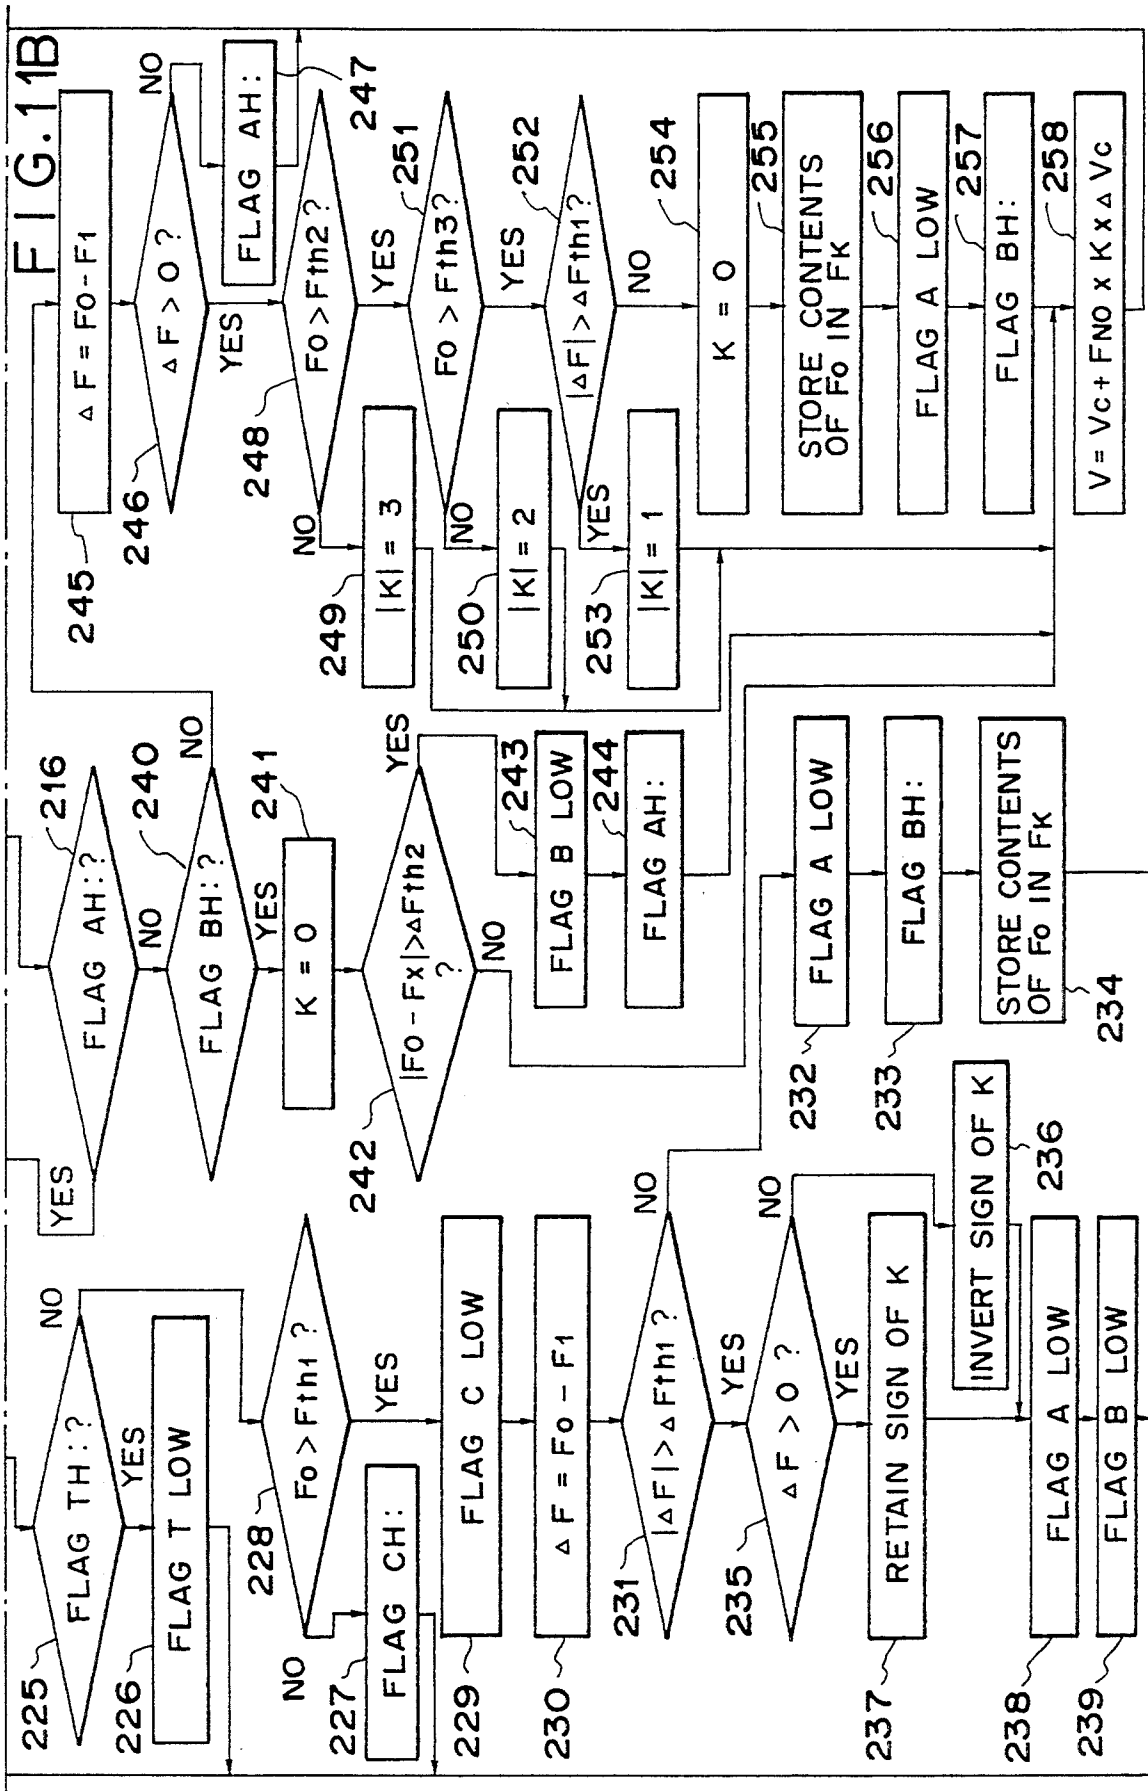 FIG.11B
225
FLAG TH:?
NO
YES
226
FLAG T LOW
228
Fo > Fth1 ?
NO
YES
227
FLAG CH:
229
FLAG C LOW
230
ΔF = Fo - F1
231
|ΔF| > ΔFth1 ?
NO
YES
235
ΔF > O ?
NO
YES
237
RETAIN SIGN OF K
236
INVERT SIGN OF K
238
FLAG A LOW
239
FLAG B LOW
232
FLAG A LOW
233
FLAG BH:
234
STORE CONTENTS
OF Fo IN FK
216
FLAG AH:?
YES
NO
240
FLAG BH:?
NO
YES
241
K = O
242
|Fo - Fx| > ΔFth2
?
YES
NO
243
FLAG B LOW
244
FLAG AH:
245
ΔF = Fo - F1
246
ΔF > O ?
NO
YES
247
FLAG AH:
248
Fo > Fth2 ?
NO
YES
249
|K| = 3
251
Fo > Fth3 ?
NO
YES
250
|K| = 2
252
|ΔF| > ΔFth1 ?
YES
NO
253
|K| = 1
254
K = O
255
STORE CONTENTS
OF Fo IN FK
256
FLAG A LOW
257
FLAG BH:
258
V = Vc + FNO x K x Δ Vc